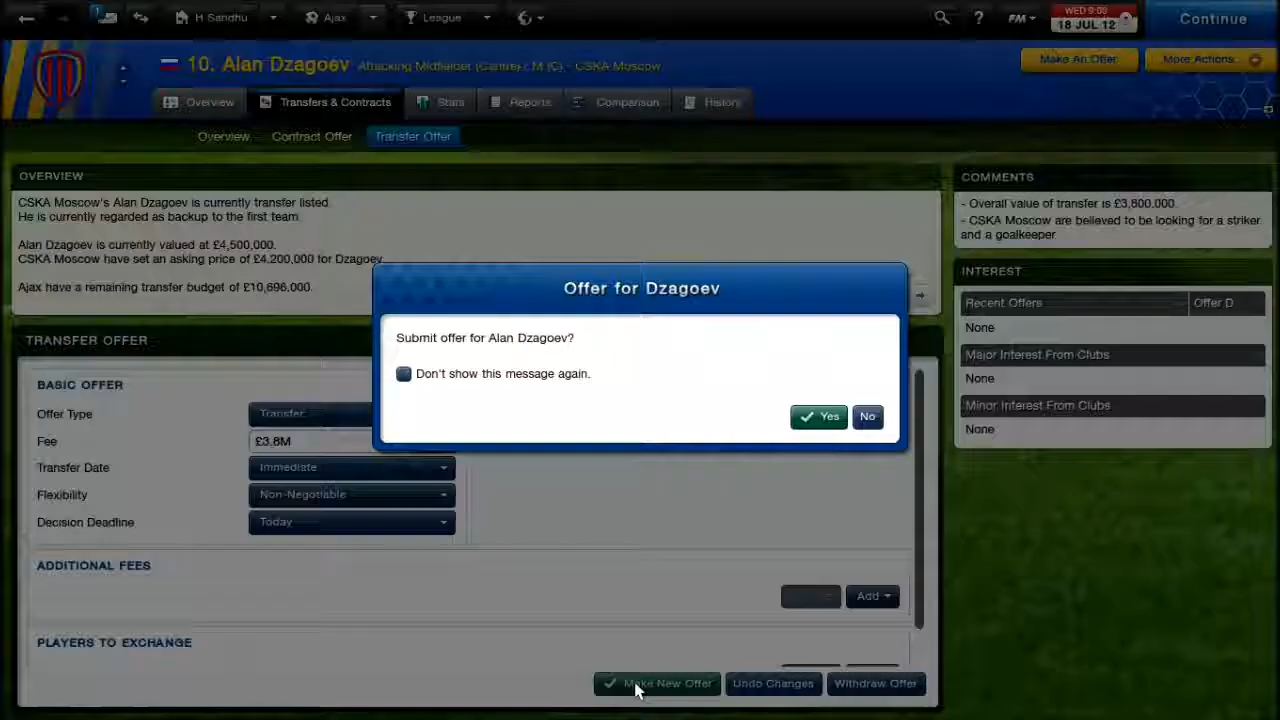 1
H Sandhu
Ajax
League
?
FM
WED 9:09
18 JUL 12
Continue
10. Alan Dzagoev
Attacking Midfielder (Centre) / M (C) - CSKA Moscow
Make An Offer
More Actions
Overview
Transfers & Contracts
Stats
Reports
Comparison
History
Overview
Contract Offer
Transfer Offer
OVERVIEW
CSKA Moscow's Alan Dzagoev is currently transfer listed.
He is currently regarded as backup to the first team.
Alan Dzagoev is currently valued at £4,500,000.
CSKA Moscow have set an asking price of £4,200,000 for Dzagoev.
Ajax have a remaining transfer budget of £10,696,000.
COMMENTS
- Overall value of transfer is £3,800,000.
- CSKA Moscow are believed to be looking for a striker
and a goalkeeper.
INTEREST
Recent Offers
Offer D
None
Major Interest From Clubs
None
Minor Interest From Clubs
None
Offer for Dzagoev
Submit offer for Alan Dzagoev?
Don't show this message again.
Yes
No
TRANSFER OFFER
BASIC OFFER
Offer Type
Transfer
Fee
£3.8M
Transfer Date
Immediate
Flexibility
Non-Negotiable
Decision Deadline
Today
ADDITIONAL FEES
Add
PLAYERS TO EXCHANGE
Make New Offer
Undo Changes
Withdraw Offer